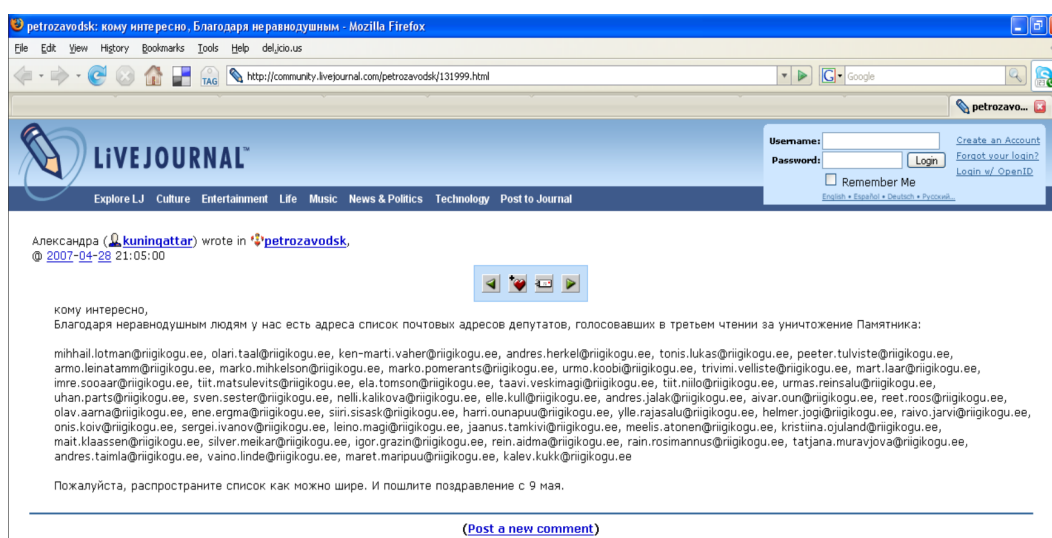 petrozavodsk: кому интересно, Благодаря неравнодушным - Mozilla Firefox
File Edit View History Bookmarks Tools Help del.icio.us
TAG http://community.livejournal.com/petrozavodsk/131999.html G Google
petrozavo...
LiVEJOURNAL™
Username: Create an Account
Password: Login Forgot your login?
Login w/ OpenID
Remember Me
English • Español • Deutsch • Русский...
Explore LJ Culture Entertainment Life Music News & Politics Technology Post to Journal
Александра (kuningattar) wrote in petrozavodsk,
@ 2007-04-28 21:05:00
кому интересно,
Благодаря неравнодушным людям у нас есть адреса список почтовых адресов депутатов, голосовавших в третьем чтении за уничтожение Памятника:
mihhail.lotman@riigikogu.ee, olari.taal@riigikogu.ee, ken-marti.vaher@riigikogu.ee, andres.herkel@riigikogu.ee, tonis.lukas@riigikogu.ee, peeter.tulviste@riigikogu.ee,
armo.leinatamm@riigikogu.ee, marko.mihkelson@riigikogu.ee, marko.pomerants@riigikogu.ee, urmo.koobi@riigikogu.ee, trivimi.velliste@riigikogu.ee, mart.laar@riigikogu.ee,
imre.sooaar@riigikogu.ee, tiit.matsulevits@riigikogu.ee, ela.tomson@riigikogu.ee, taavi.veskimagi@riigikogu.ee, tiit.niilo@riigikogu.ee, urmas.reinsalu@riigikogu.ee,
uhan.parts@riigikogu.ee, sven.sester@riigikogu.ee, nelli.kalikova@riigikogu.ee, elle.kull@riigikogu.ee, andres.jalak@riigikogu.ee, aivar.oun@riigikogu.ee, reet.roos@riigikogu.ee,
olav.aarna@riigikogu.ee, ene.ergma@riigikogu.ee, siiri.sisask@riigikogu.ee, harri.ounapuu@riigikogu.ee, ylle.rajasalu@riigikogu.ee, helmer.jogi@riigikogu.ee, raivo.jarvi@riigikogu.ee,
onis.koiv@riigikogu.ee, sergei.ivanov@riigikogu.ee, leino.magi@riigikogu.ee, jaanus.tamkivi@riigikogu.ee, meelis.atonen@riigikogu.ee, kristiina.ojuland@riigikogu.ee,
mait.klaassen@riigikogu.ee, silver.meikar@riigikogu.ee, igor.grazin@riigikogu.ee, rein.aidma@riigikogu.ee, rain.rosimannus@riigikogu.ee, tatjana.muravjova@riigikogu.ee,
andres.taimla@riigikogu.ee, vaino.linde@riigikogu.ee, maret.maripuu@riigikogu.ee, kalev.kukk@riigikogu.ee
Пожалуйста, распространите список как можно шире. И пошлите поздравление с 9 мая.
(Post a new comment)